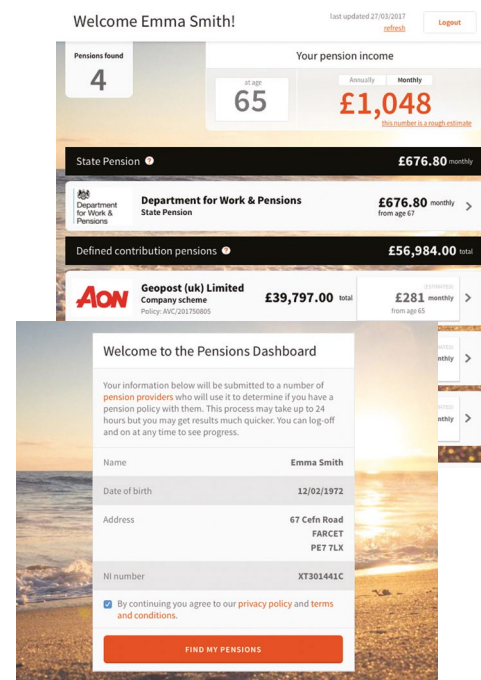 Welcome Emma Smith!
last updated 27/03/2017
refresh
Logout
Pensions found
4
Your pension income
at age
65
Annually Monthly
£1,048
this number is a rough estimate
State Pension ?
£676.80 monthly
Department
for Work &
Pensions
Department for Work & Pensions
State Pension
£676.80 monthly
from age 67
Defined contribution pensions ?
£56,984.00 total
AON
Geopost (uk) Limited
Company scheme
Policy: AVC/201750805
£39,797.00 total
(ESTIMATED)
£281 monthly
from age 65
nthly
nthly
Welcome to the Pensions Dashboard
Your information below will be submitted to a number of
pension providers who will use it to determine if you have a
pension policy with them. This process may take up to 24
hours but you may get results much quicker. You can log-off
and on at any time to see progress.
Name Emma Smith
Date of birth 12/02/1972
Address 67 Cefn Road
FARCET
PE7 7LX
NI number XT301441C
By continuing you agree to our privacy policy and terms
and conditions.
FIND MY PENSIONS